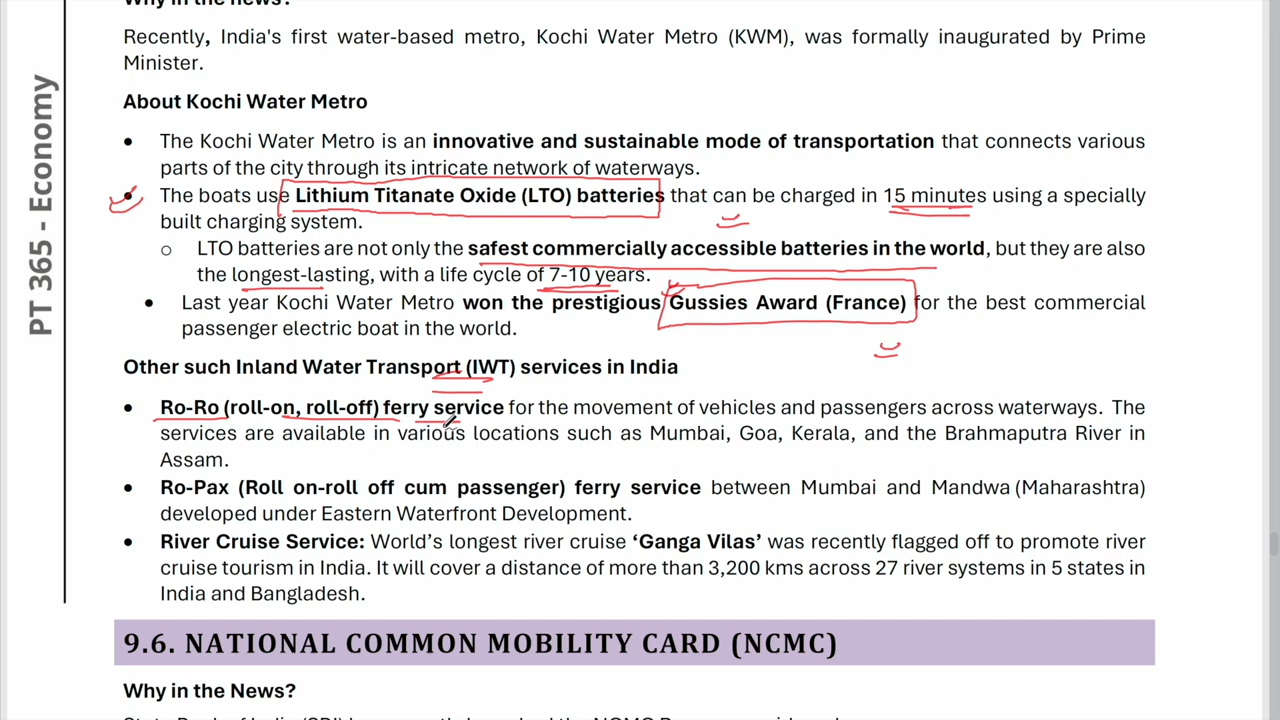 Why in the news?
Recently, India's first water-based metro, Kochi Water Metro (KWM), was formally inaugurated by Prime
Minister.
PT 365 - Economy
About Kochi Water Metro
• The Kochi Water Metro is an innovative and sustainable mode of transportation that connects various
parts of the city through its intricate network of waterways.
• The boats use Lithium Titanate Oxide (LTO) batteries that can be charged in 15 minutes using a specially
built charging system.
o LTO batteries are not only the safest commercially accessible batteries in the world, but they are also
the longest-lasting, with a life cycle of 7-10 years.
• Last year Kochi Water Metro won the prestigious Gussies Award (France) for the best commercial
passenger electric boat in the world.
Other such Inland Water Transport (IWT) services in India
• Ro-Ro (roll-on, roll-off) ferry service for the movement of vehicles and passengers across waterways. The
services are available in various locations such as Mumbai, Goa, Kerala, and the Brahmaputra River in
Assam.
• Ro-Pax (Roll on-roll off cum passenger) ferry service between Mumbai and Mandwa (Maharashtra)
developed under Eastern Waterfront Development.
• River Cruise Service: World's longest river cruise ‘Ganga Vilas’ was recently flagged off to promote river
cruise tourism in India. It will cover a distance of more than 3,200 kms across 27 river systems in 5 states in
India and Bangladesh.
9.6. NATIONAL COMMON MOBILITY CARD (NCMC)
Why in the News?